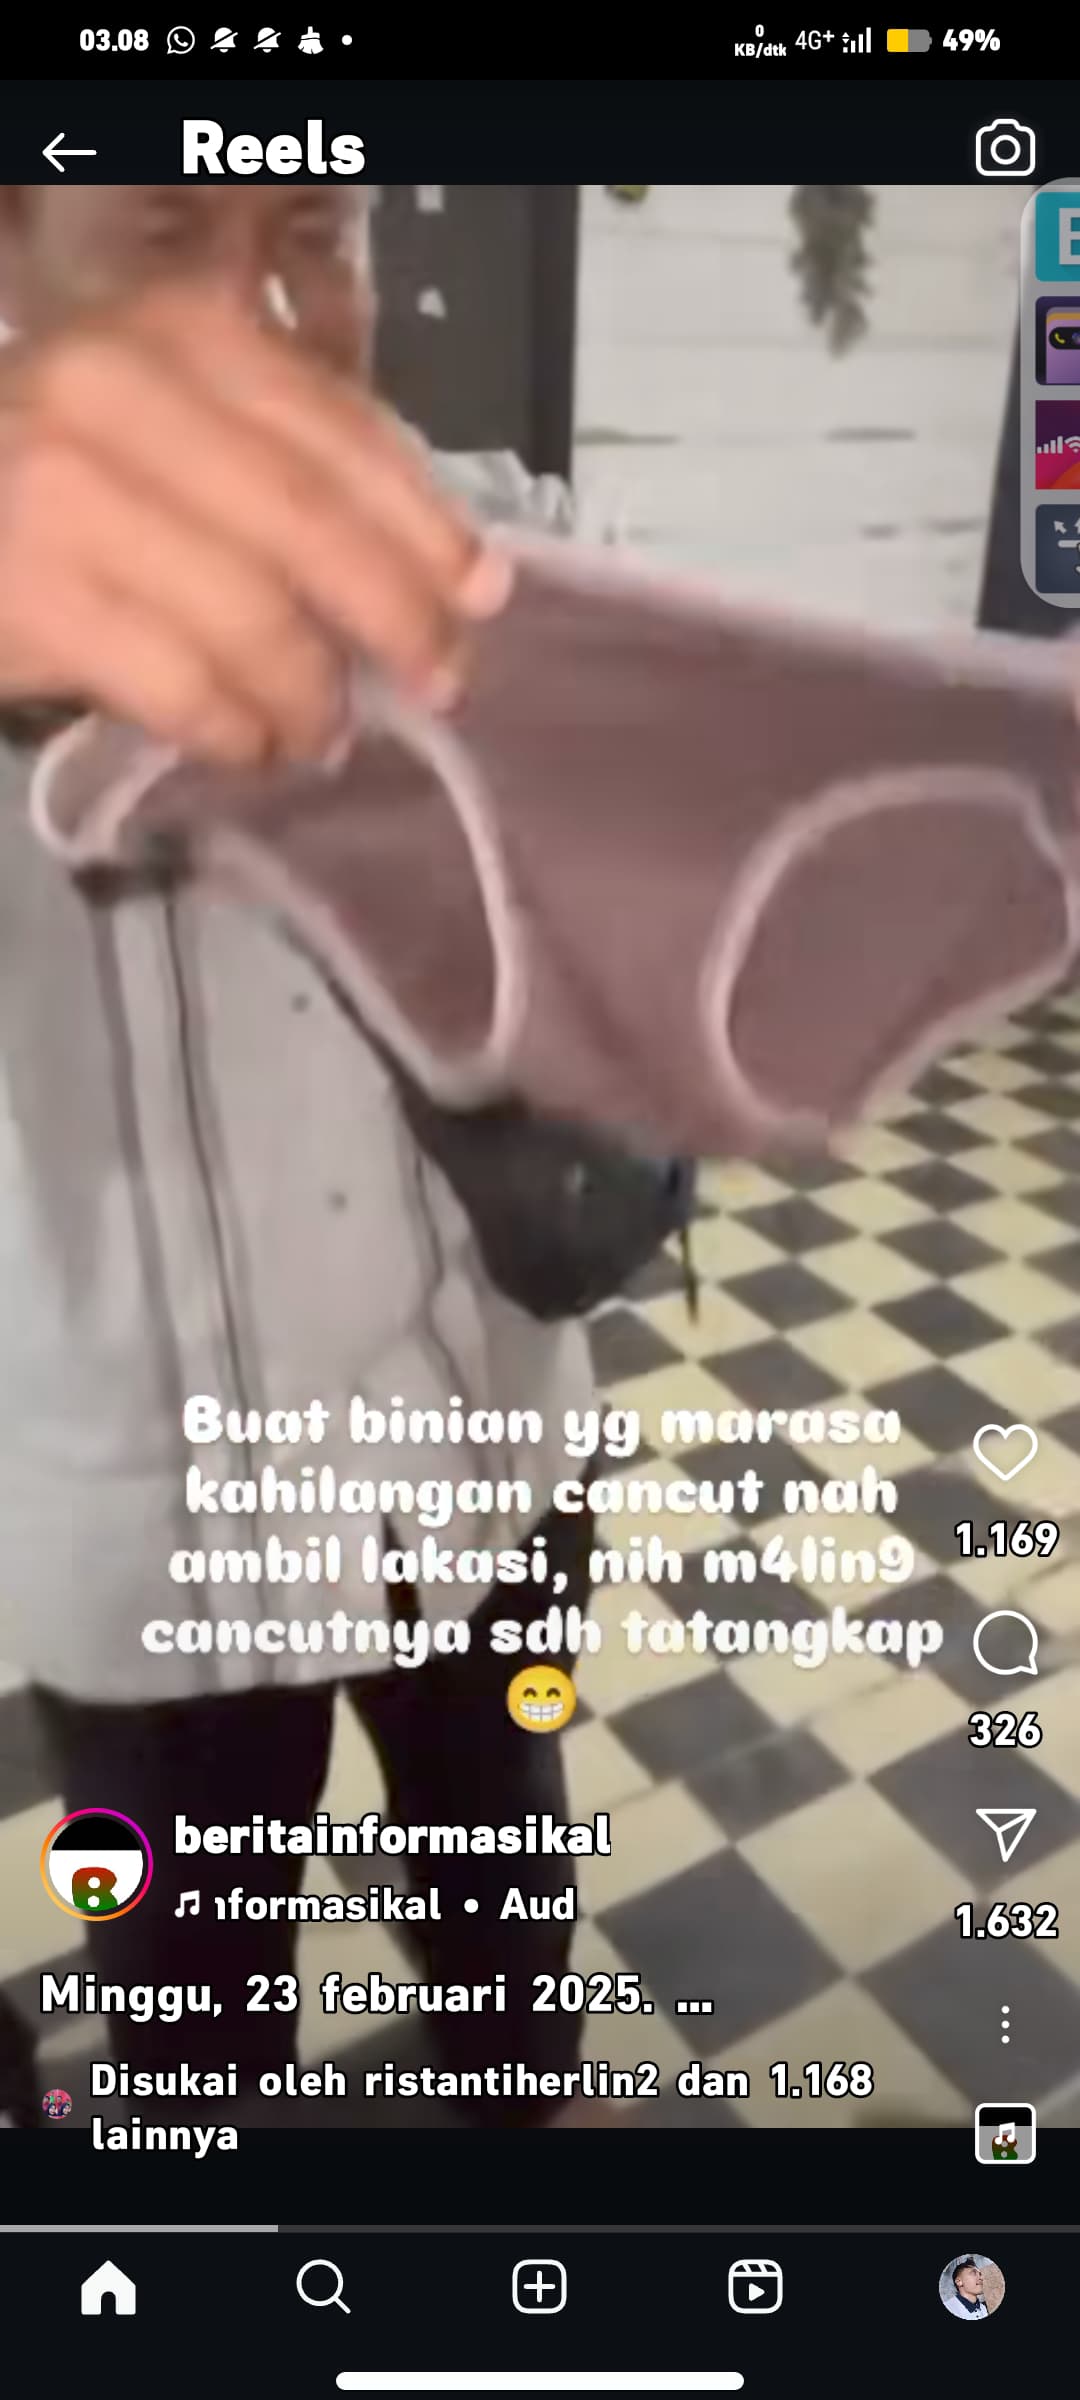 03.08
0
KB/dtk
4G+
49%
Reels
Buat binian yg marasa
kahilangan cancut nah
ambil lakasi, nih m4lin9
cancutnya sdh tatangkap
😁
1.169
326
1.632
beritainformasikal
nformasikal • Aud
Minggu, 23 februari 2025. ...
Disukai oleh ristantiherlin2 dan 1.168
lainnya